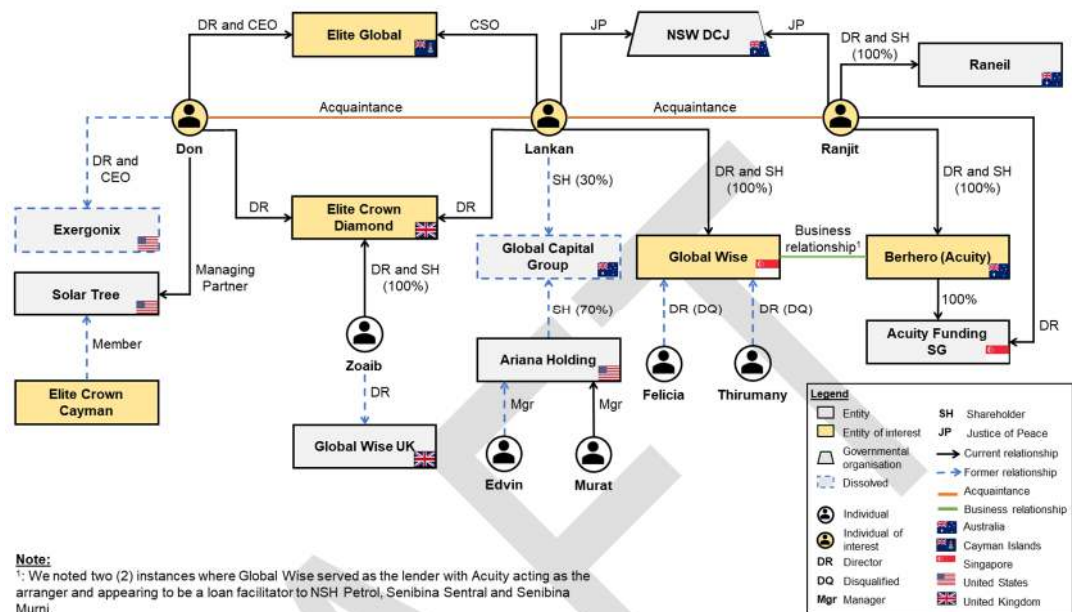 DR and CEO
Elite Global
CSO
JP
NSW DCJ
JP
DR and SH
(100%)
Raneil
Acquaintance
Acquaintance
Don
Lankan
Ranjit
DR and
CEO
SH (30%)
DR and SH
(100%)
DR and SH
(100%)
Exergonix
DR
Elite Crown
Diamond
DR
Global Capital
Group
Global Wise
Business
relationship¹
Berhero (Acuity)
Managing
Partner
Solar Tree
DR and SH
(100%)
SH (70%)
DR (DQ)
DR (DQ)
100%
Member
Zoaib
Ariana Holding
Felicia
Thirumany
Acuity Funding
SG
DR
Elite Crown
Cayman
DR
Mgr
Mgr
Global Wise UK
Edvin
Murat
Legend
Entity
Entity of interest
Governmental
organisation
Dissolved
Individual
Individual of
interest
DR Director
DQ Disqualified
Mgr Manager
SH Shareholder
JP Justice of Peace
Current relationship
Former relationship
Acquaintance
Business relationship
Australia
Cayman Islands
Singapore
United States
United Kingdom
Note:
¹: We noted two (2) instances where Global Wise served as the lender with Acuity acting as the
arranger and appearing to be a loan facilitator to NSH Petrol, Senibina Sentral and Senibina
Murni.